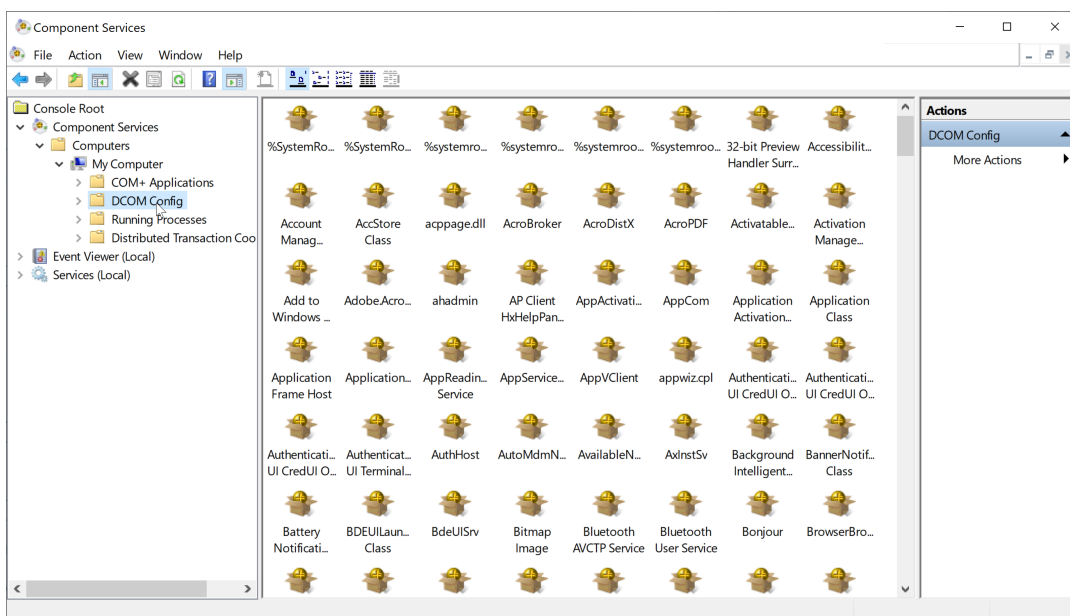 Component Services
File Action View Window Help
Console Root
Component Services
Computers
My Computer
COM+ Applications
DCOM Config
Running Processes
Distributed Transaction Coo
Event Viewer (Local)
Services (Local)
%SystemRo... %SystemRo... %systemro... %systemro... %systemroo... %systemroo... 32-bit Preview Accessibilit...
Handler Surr...
Account AccStore acppage.dll AcroBroker AcroDistX AcroPDF Activatable... Activation
Manag... Class Manage...
Add to Adobe.Acro... ahadmin AP Client AppActivati... AppCom Application Application
Windows ... HxHelpPan... Activation... Class
Application Application... AppReadin... AppService... AppVClient appwiz.cpl Authenticati... Authenticati...
Frame Host Service UI CredUI O... UI CredUI O...
Authenticati... Authenticat... AuthHost AutoMdmN... AvailableN... AxInstSv Background BannerNotif...
UI CredUI O... UI Terminal... Intelligent... Class
Battery BDEUILaun... BdeUISrv Bitmap Bluetooth Bluetooth Bonjour BrowserBro...
Notificati... Class Image AVCTP Service User Service
Actions
DCOM Config
More Actions